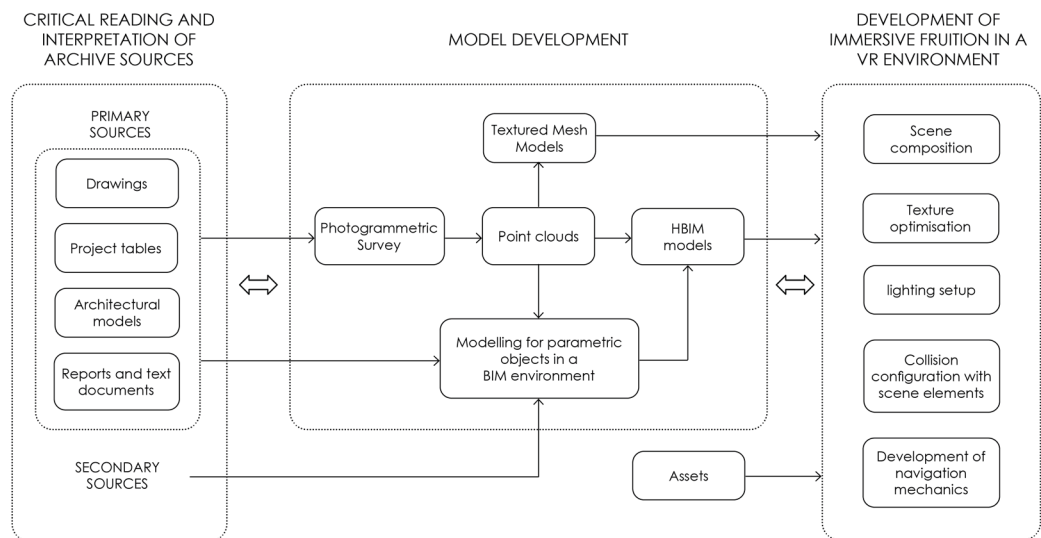 CRITICAL READING AND
INTERPRETATION OF
ARCHIVE SOURCES
PRIMARY
SOURCES
Drawings
Project tables
Architectural
models
Reports and text
documents
SECONDARY
SOURCES
MODEL DEVELOPMENT
Textured Mesh
Models
Photogrammetric
Survey
Point clouds
HBIM
models
Modelling for parametric
objects in a
BIM environment
Assets
DEVELOPMENT OF
IMMERSIVE FRUITION IN A
VR ENVIRONMENT
Scene
composition
Texture
optimisation
lighting setup
Collision
configuration with
scene elements
Development of
navigation
mechanics